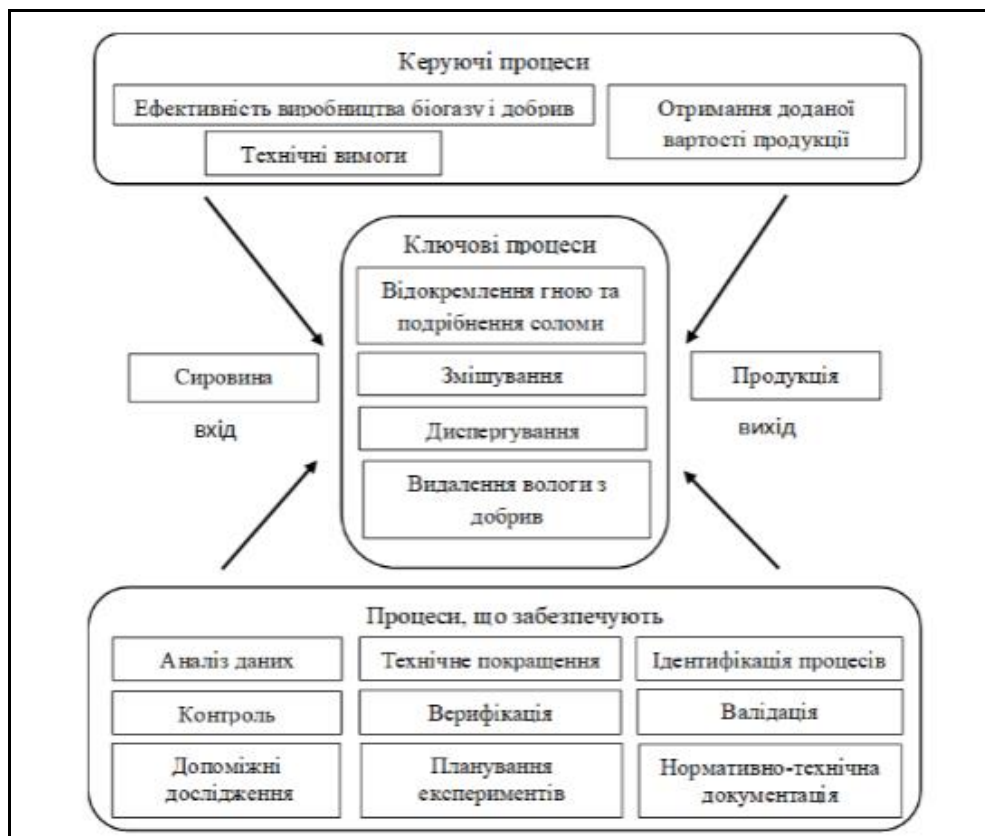 Керуючі процеси
Ефективність виробництва біогазу і добрив
Отримання доданої
вартості продукції
Технічні вимоги
Ключові процеси
Відокремлення гною та
подрібнення соломи
Сировина
Змішування
Продукція
вхід
Диспергування
вихід
Видалення вологи з
добрив
Процеси, що забезпечують
Аналіз даних
Технічне покращення
Ідентифікація процесів
Контроль
Верифікація
Валідація
Допоміжні
дослідження
Планування
експериментів
Нормативно-технічна
документація